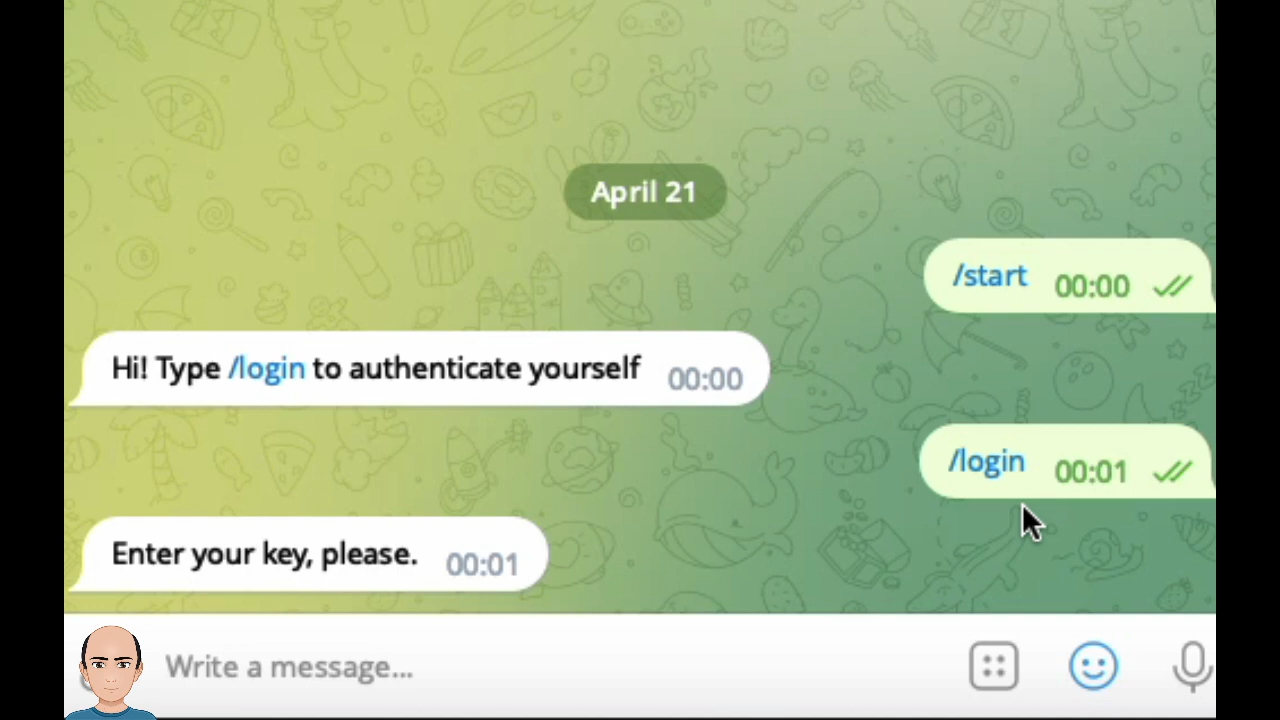 April 21
/start 00:00
Hi! Type /login to authenticate yourself 00:00
/login 00:01
Enter your key, please. 00:01
Write a message...